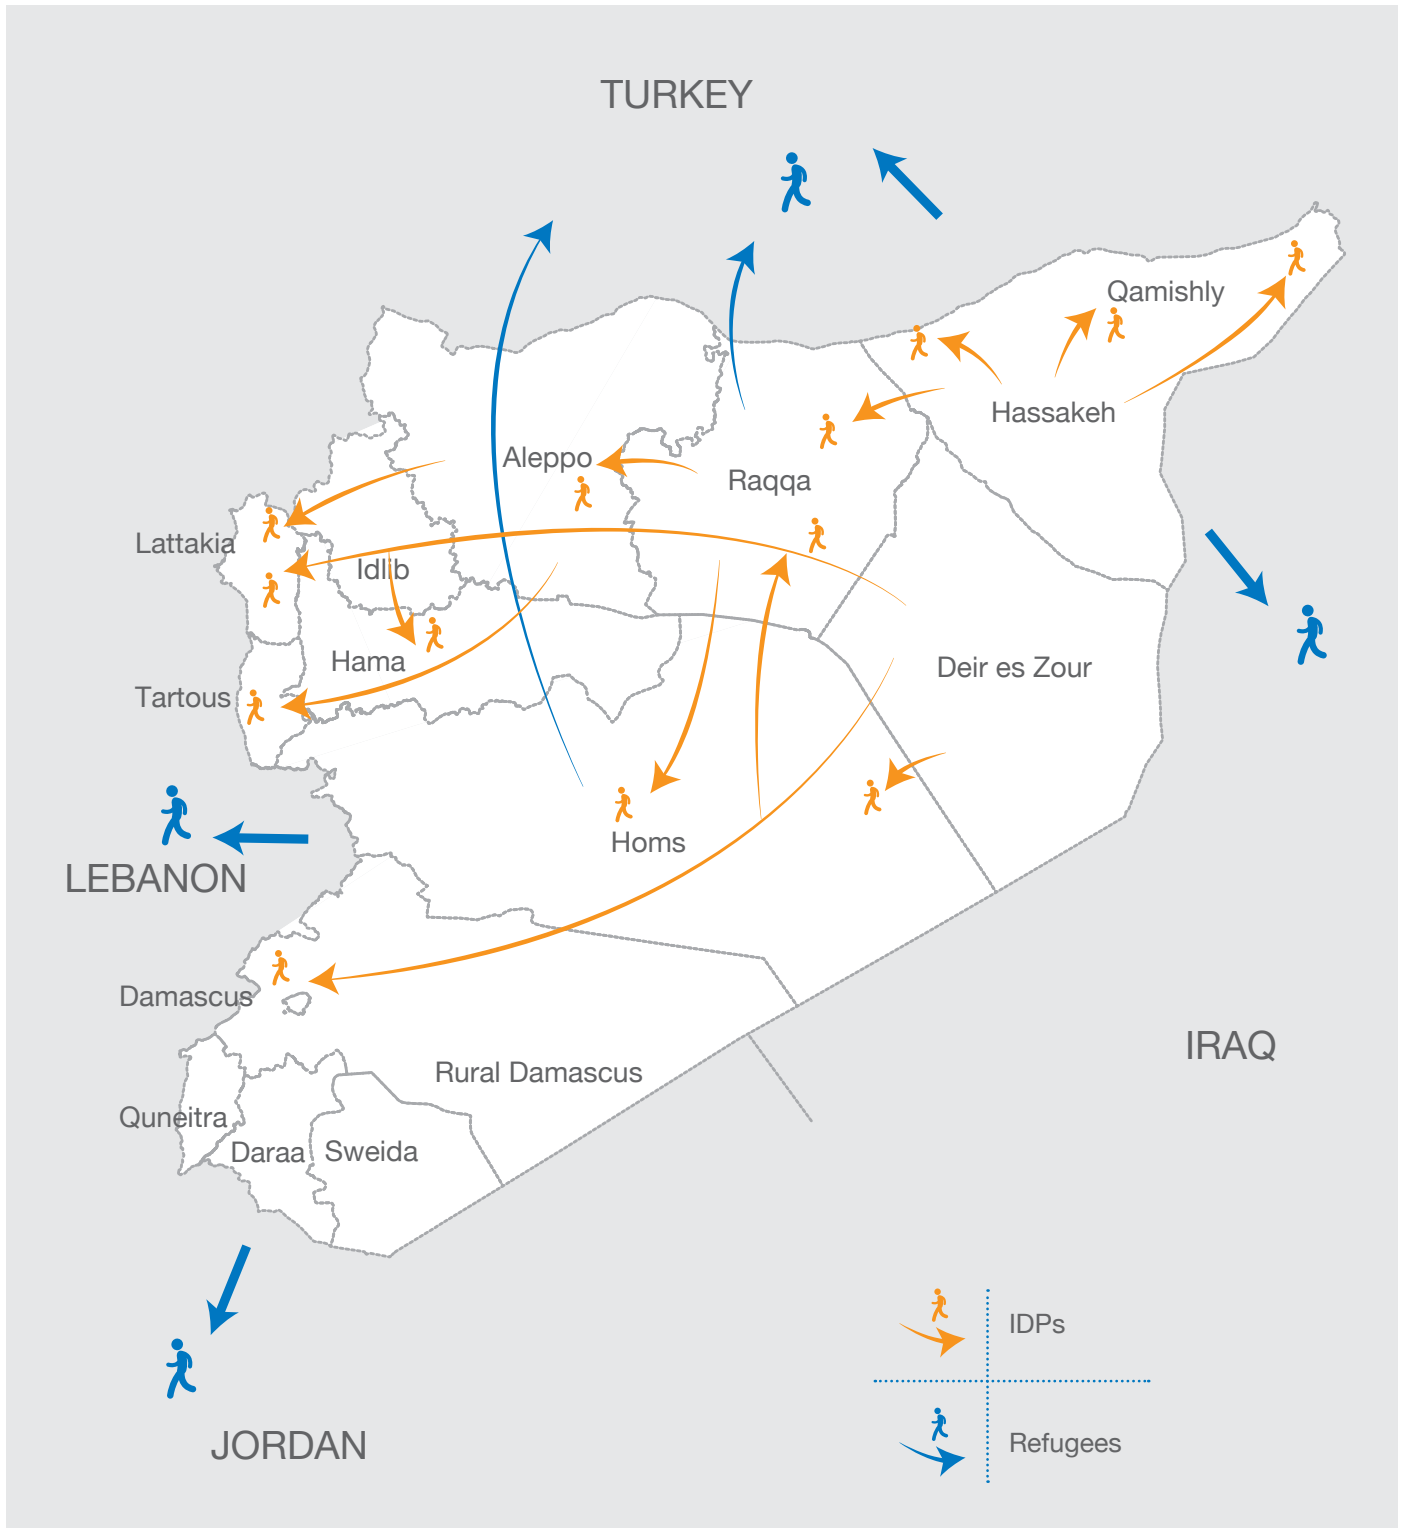 TURKEY
Qamishly
Hassakeh
Aleppo
Raqqa
Lattakia
Idlib
Hama
Deir es Zour
Tartous
Homs
LEBANON
Damascus
IRAQ
Rural Damascus
Quneitra
Daraa
Sweida
IDPs
Refugees
JORDAN